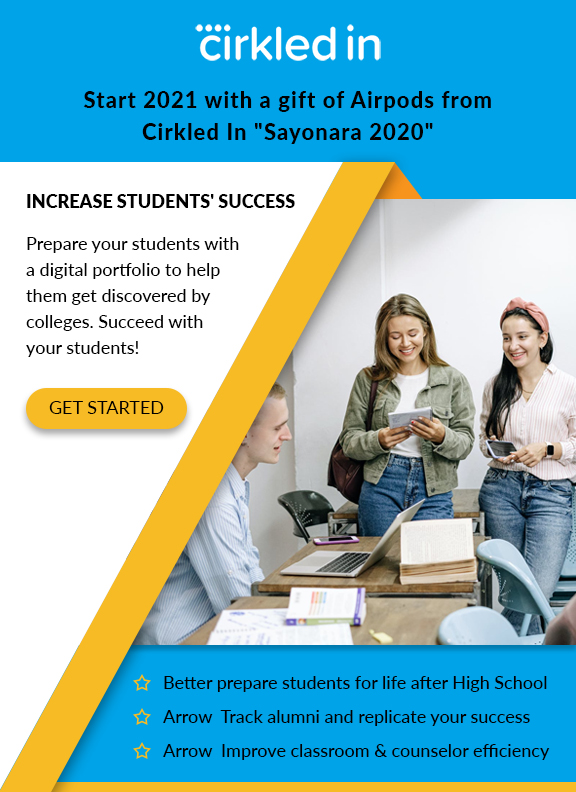 cirkled in
Start 2021 with a gift of Airpods from
Cirkled In "Sayonara 2020"
INCREASE STUDENTS' SUCCESS
Prepare your students with
a digital portfolio to help
them get discovered by
colleges. Succeed with
your students!
GET STARTED
Better prepare students for life after High School
Arrow  Track alumni and replicate your success
Arrow  Improve classroom & counselor efficiency